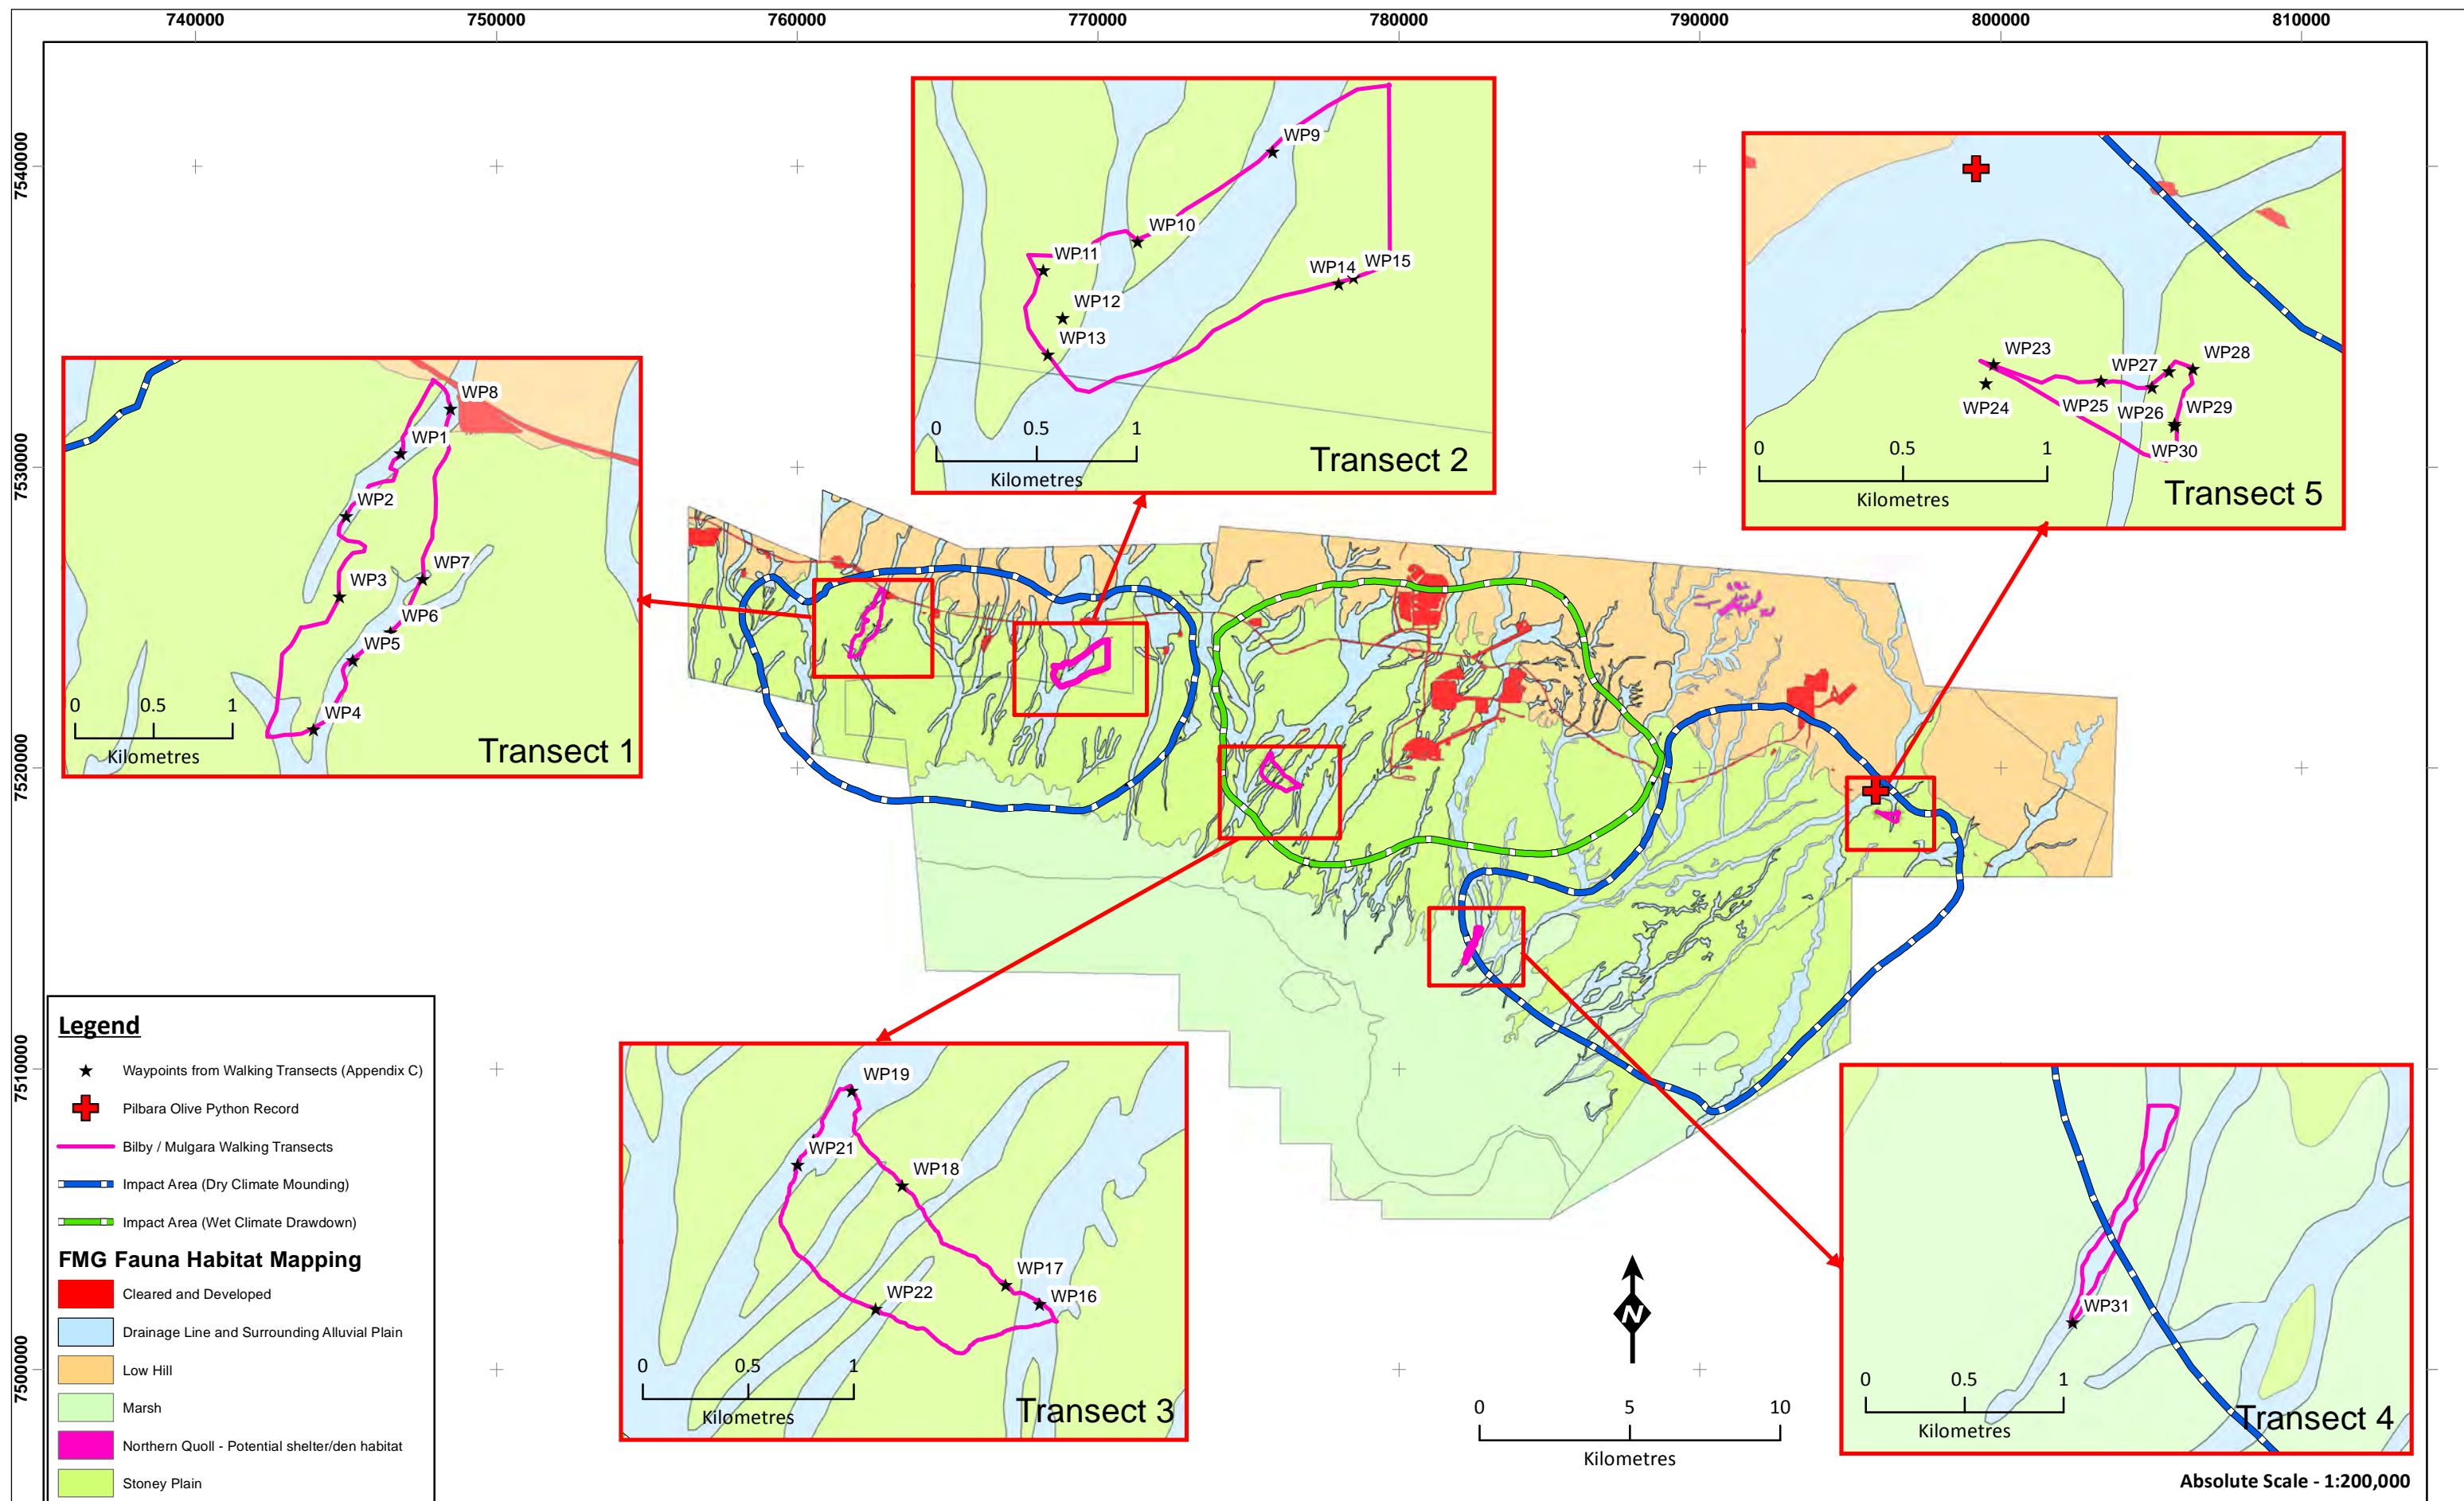 740000 750000 760000 770000 780000 790000 800000 810000
7540000
7530000
7520000
7510000
7500000
WP8
WP1
WP2
WP3
WP7
WP6
WP5
WP4
0 0.5 1
Kilometres
Transect 1
WP9
WP10
WP11
WP12
WP13
WP14
WP15
0 0.5 1
Kilometres
Transect 2
WP23
WP24
WP27
WP28
WP25
WP26
WP29
WP30
0 0.5 1
Kilometres
Transect 5
WP19
WP21
WP18
WP17
WP16
WP22
0 0.5 1
Kilometres
Transect 3
WP31
0 0.5 1
Kilometres
Transect 4
Legend
Waypoints from Walking Transects (Appendix C)
Pilbara Olive Python Record
Bilby / Mulgara Walking Transects
Impact Area (Dry Climate Mounding)
Impact Area (Wet Climate Drawdown)
FMG Fauna Habitat Mapping
Cleared and Developed
Drainage Line and Surrounding Alluvial Plain
Low Hill
Marsh
Northern Quoll - Potential shelter/den habitat
Stoney Plain
N
0 5 10
Kilometres
Absolute Scale - 1:200,000